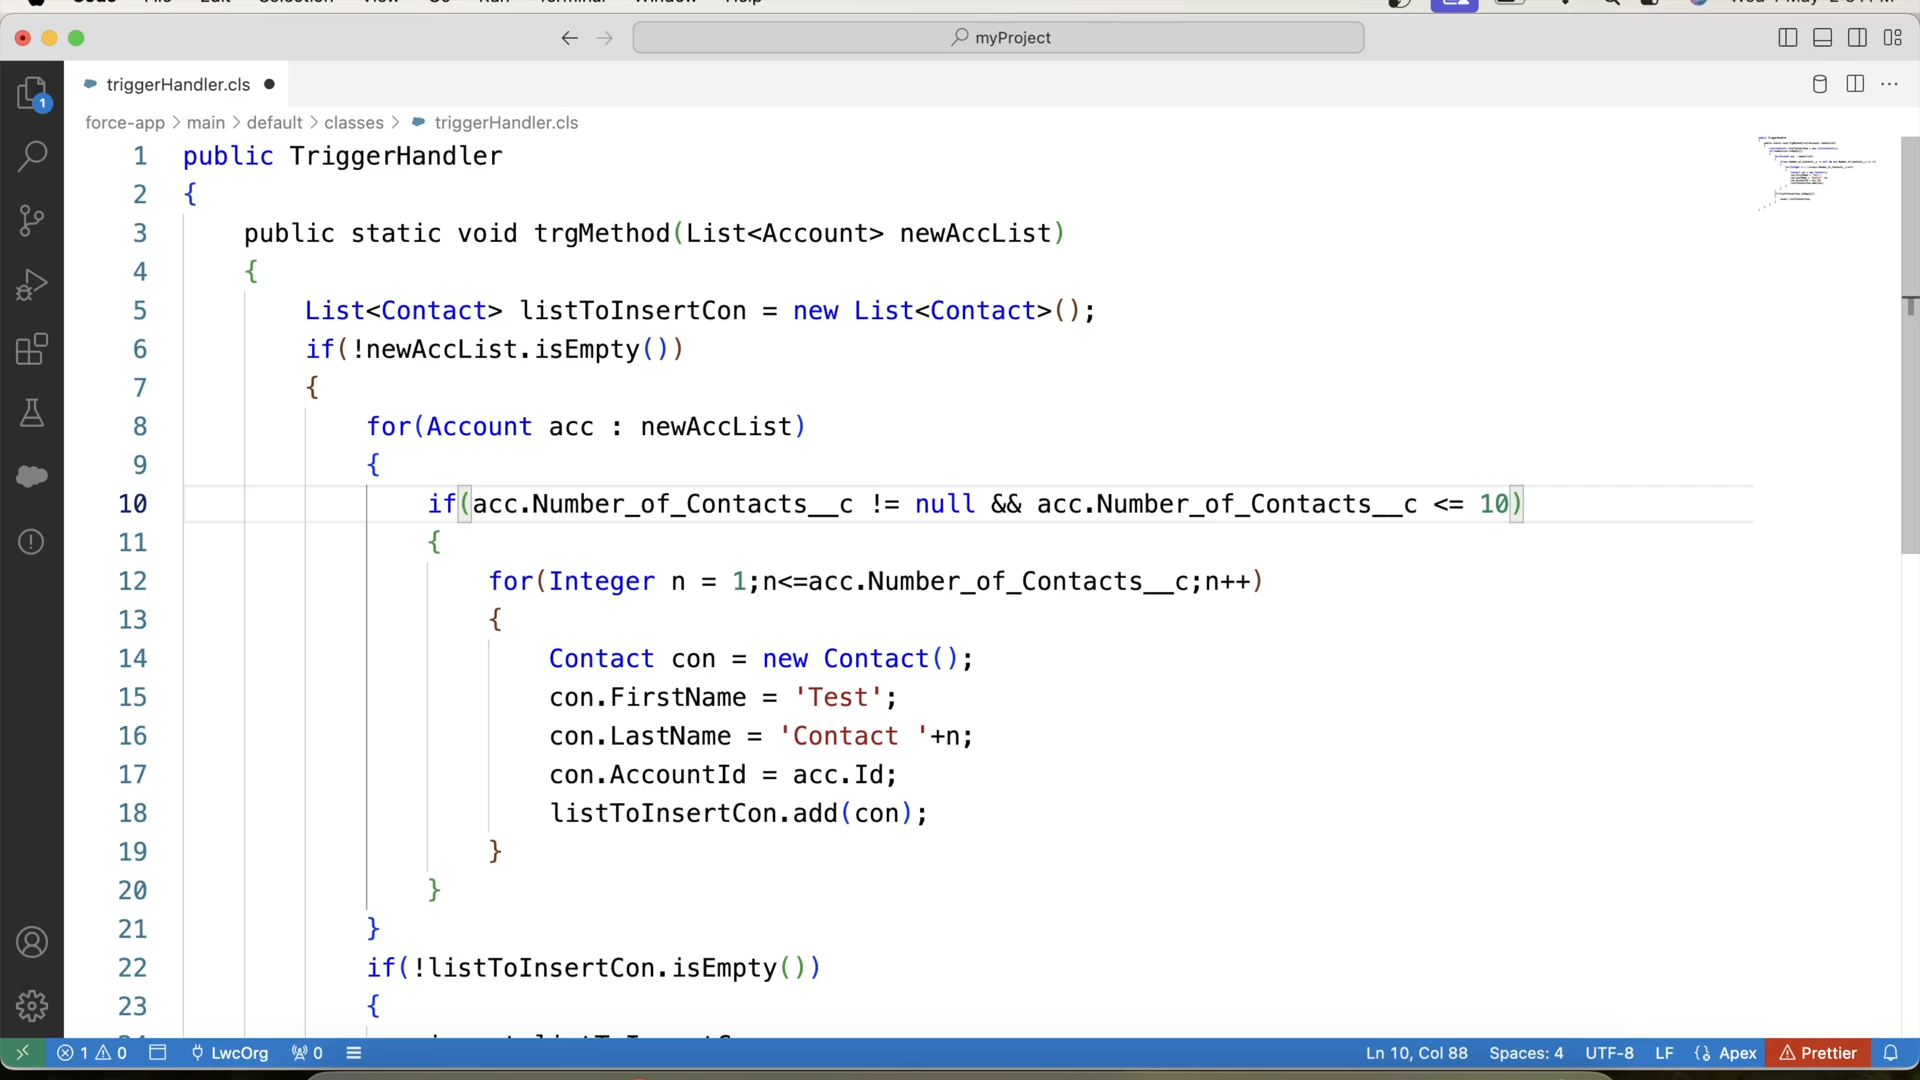 myProject
triggerHandler.cls
force-app > main > default > classes > triggerHandler.cls
1 public TriggerHandler
2 {
3 public static void trgMethod(List<Account> newAccList)
4 {
5 List<Contact> listToInsertCon = new List<Contact>();
6 if(!newAccList.isEmpty())
7 {
8 for(Account acc : newAccList)
9 {
10 if(acc.Number_of_Contacts__c != null && acc.Number_of_Contacts__c <= 10)
11 {
12 for(Integer n = 1;n<=acc.Number_of_Contacts__c;n++)
13 {
14 Contact con = new Contact();
15 con.FirstName = 'Test';
16 con.LastName = 'Contact '+n;
17 con.AccountId = acc.Id;
18 listToInsertCon.add(con);
19 }
20 }
21 }
22 if(!listToInsertCon.isEmpty())
23 {
1
1 0 LwcOrg 0 Ln 10, Col 88 Spaces: 4 UTF-8 LF Apex Prettier